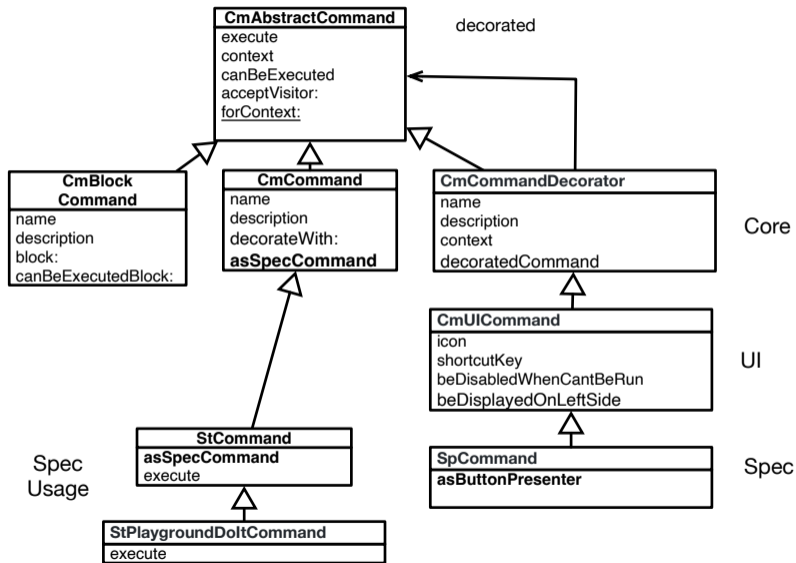 CmAbstractCommand
execute
context
canBeExecuted
acceptVisitor:
forContext:
decorated
CmBlock
Command
name
description
block:
canBeExecutedBlock:
CmCommand
name
description
decorateWith:
asSpecCommand
CmCommandDecorator
name
description
context
decoratedCommand
Core
CmUICommand
icon
shortcutKey
beDisabledWhenCantBeRun
beDisplayedOnLeftSide
UI
StCommand
asSpecCommand
execute
Spec
Usage
SpCommand
asButtonPresenter
Spec
StPlaygroundDoItCommand
execute